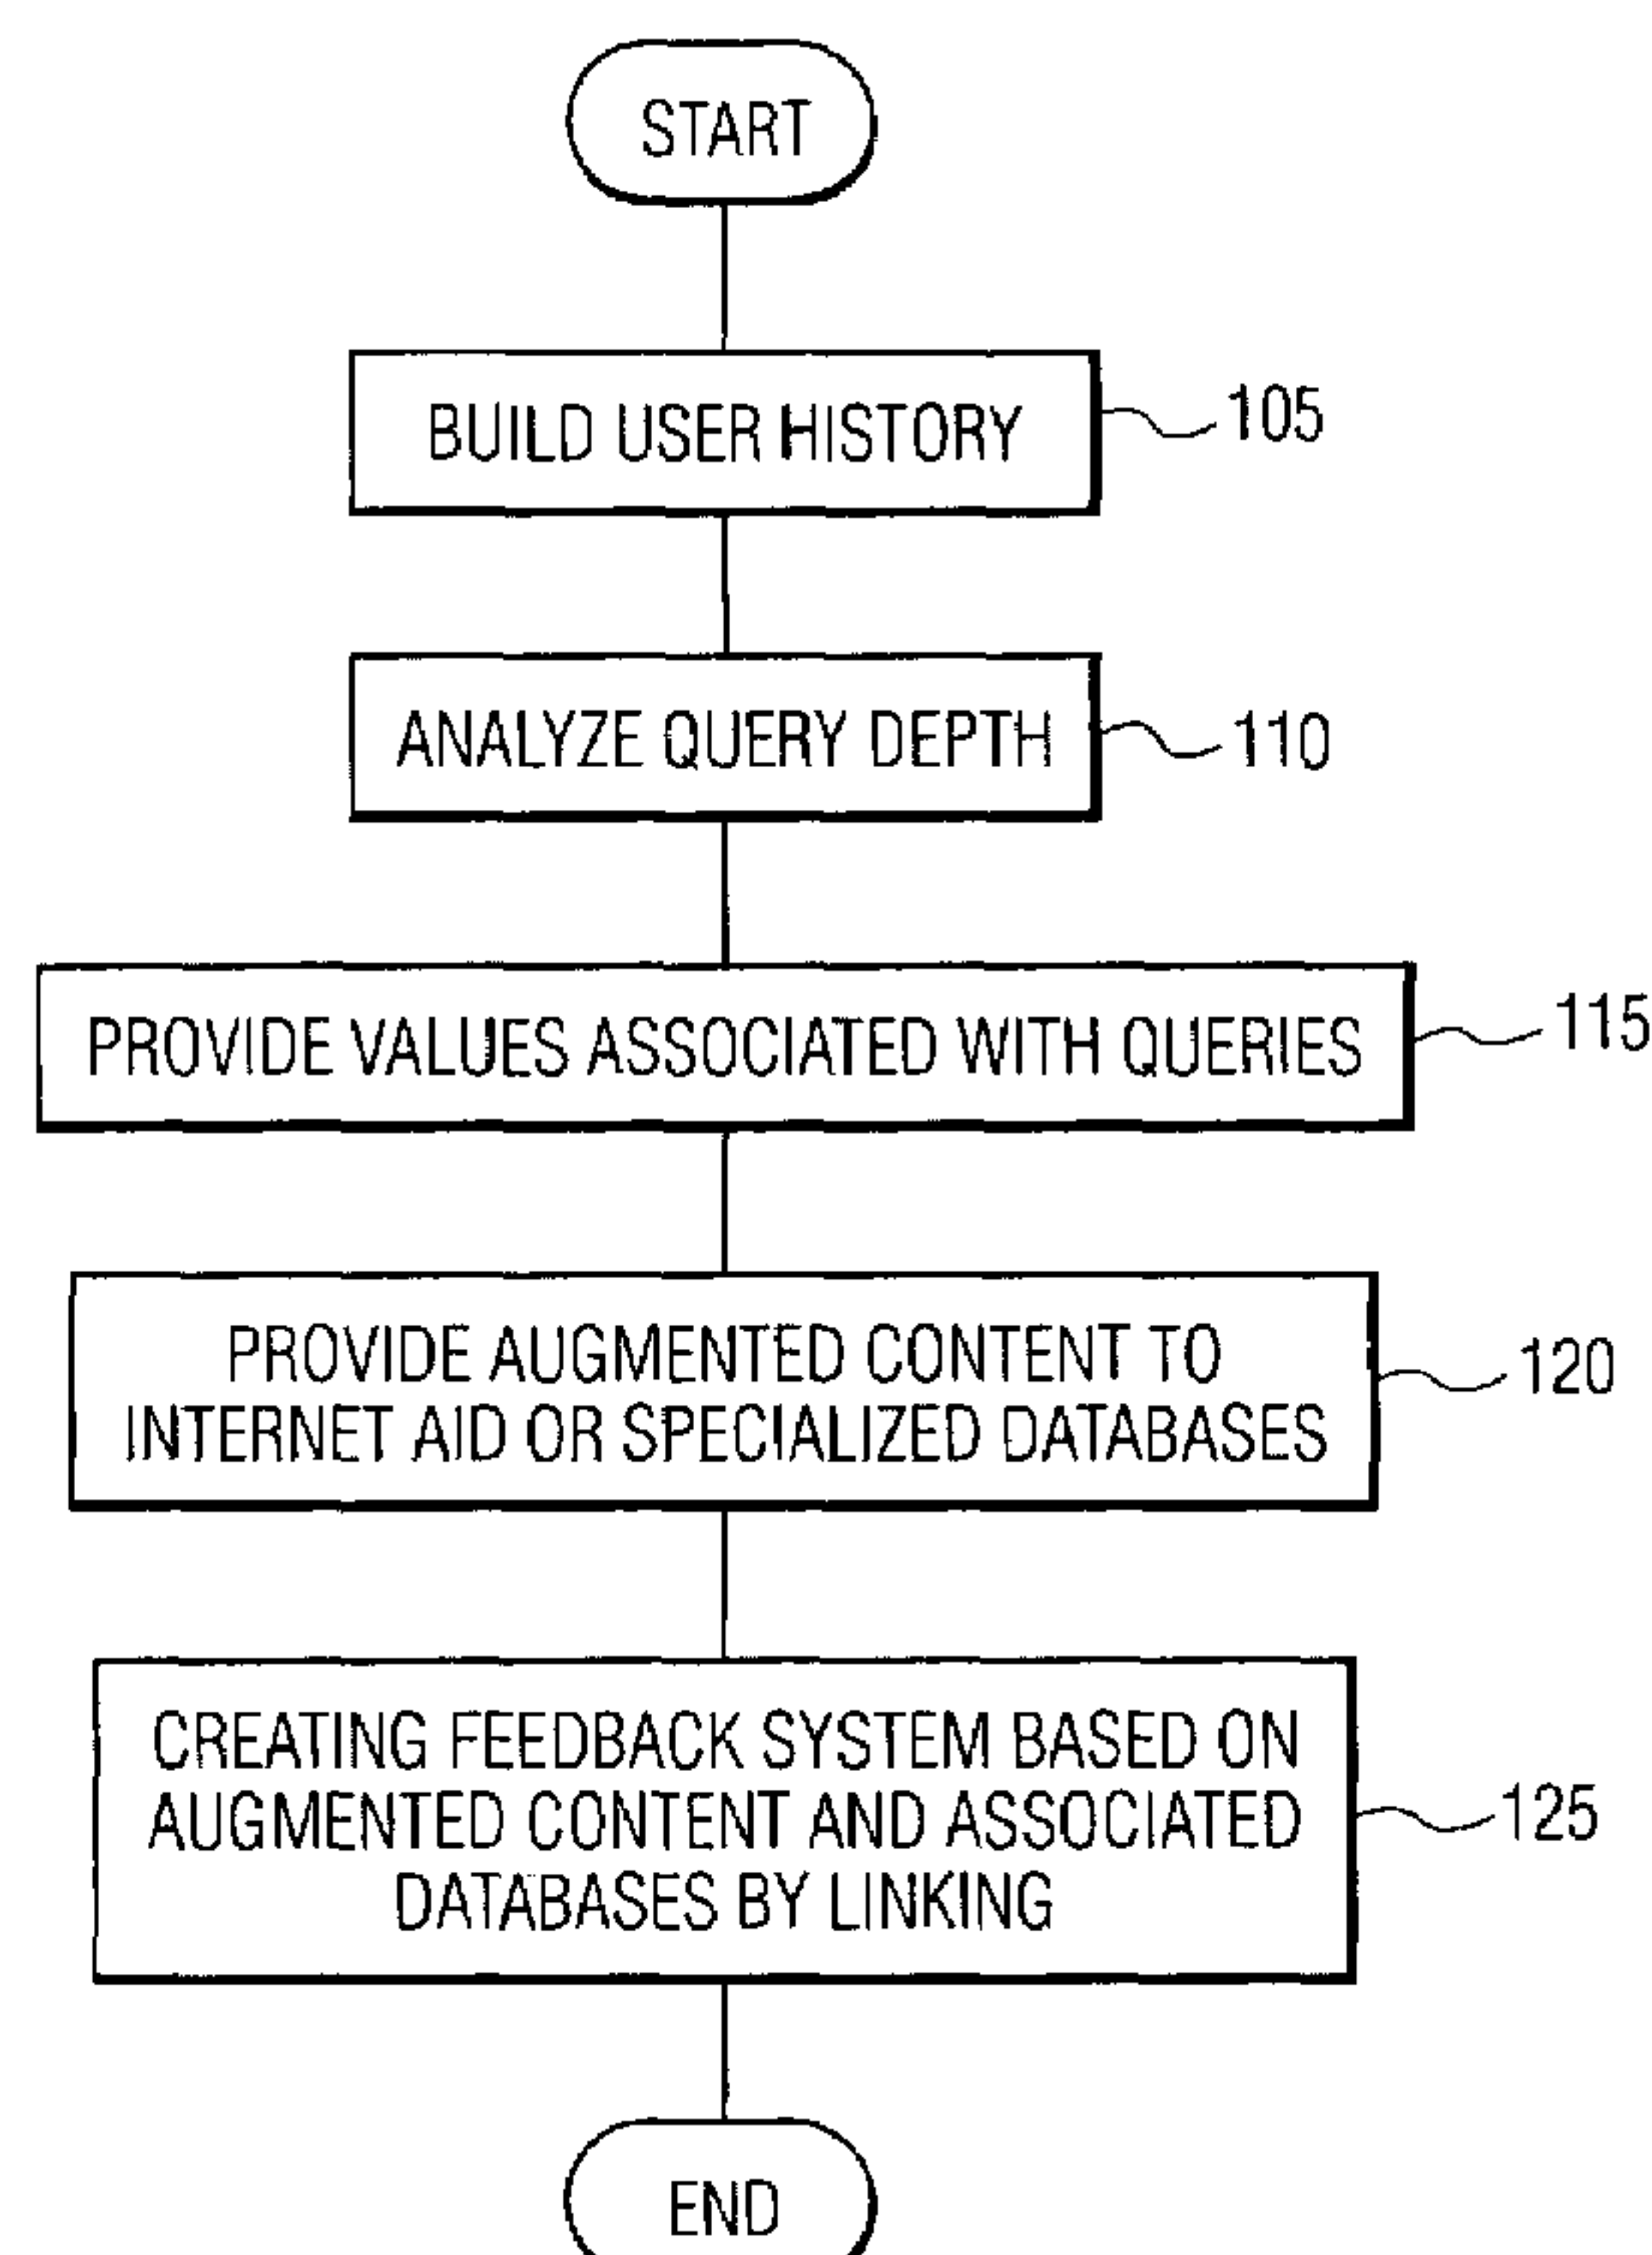 START
BUILD USER HISTORY
105
ANALYZE QUERY DEPTH
110
PROVIDE VALUES ASSOCIATED WITH QUERIES
115
PROVIDE AUGMENTED CONTENT TO
INTERNET AID OR SPECIALIZED DATABASES
120
CREATING FEEDBACK SYSTEM BASED ON
AUGMENTED CONTENT AND ASSOCIATED
DATABASES BY LINKING
125
END